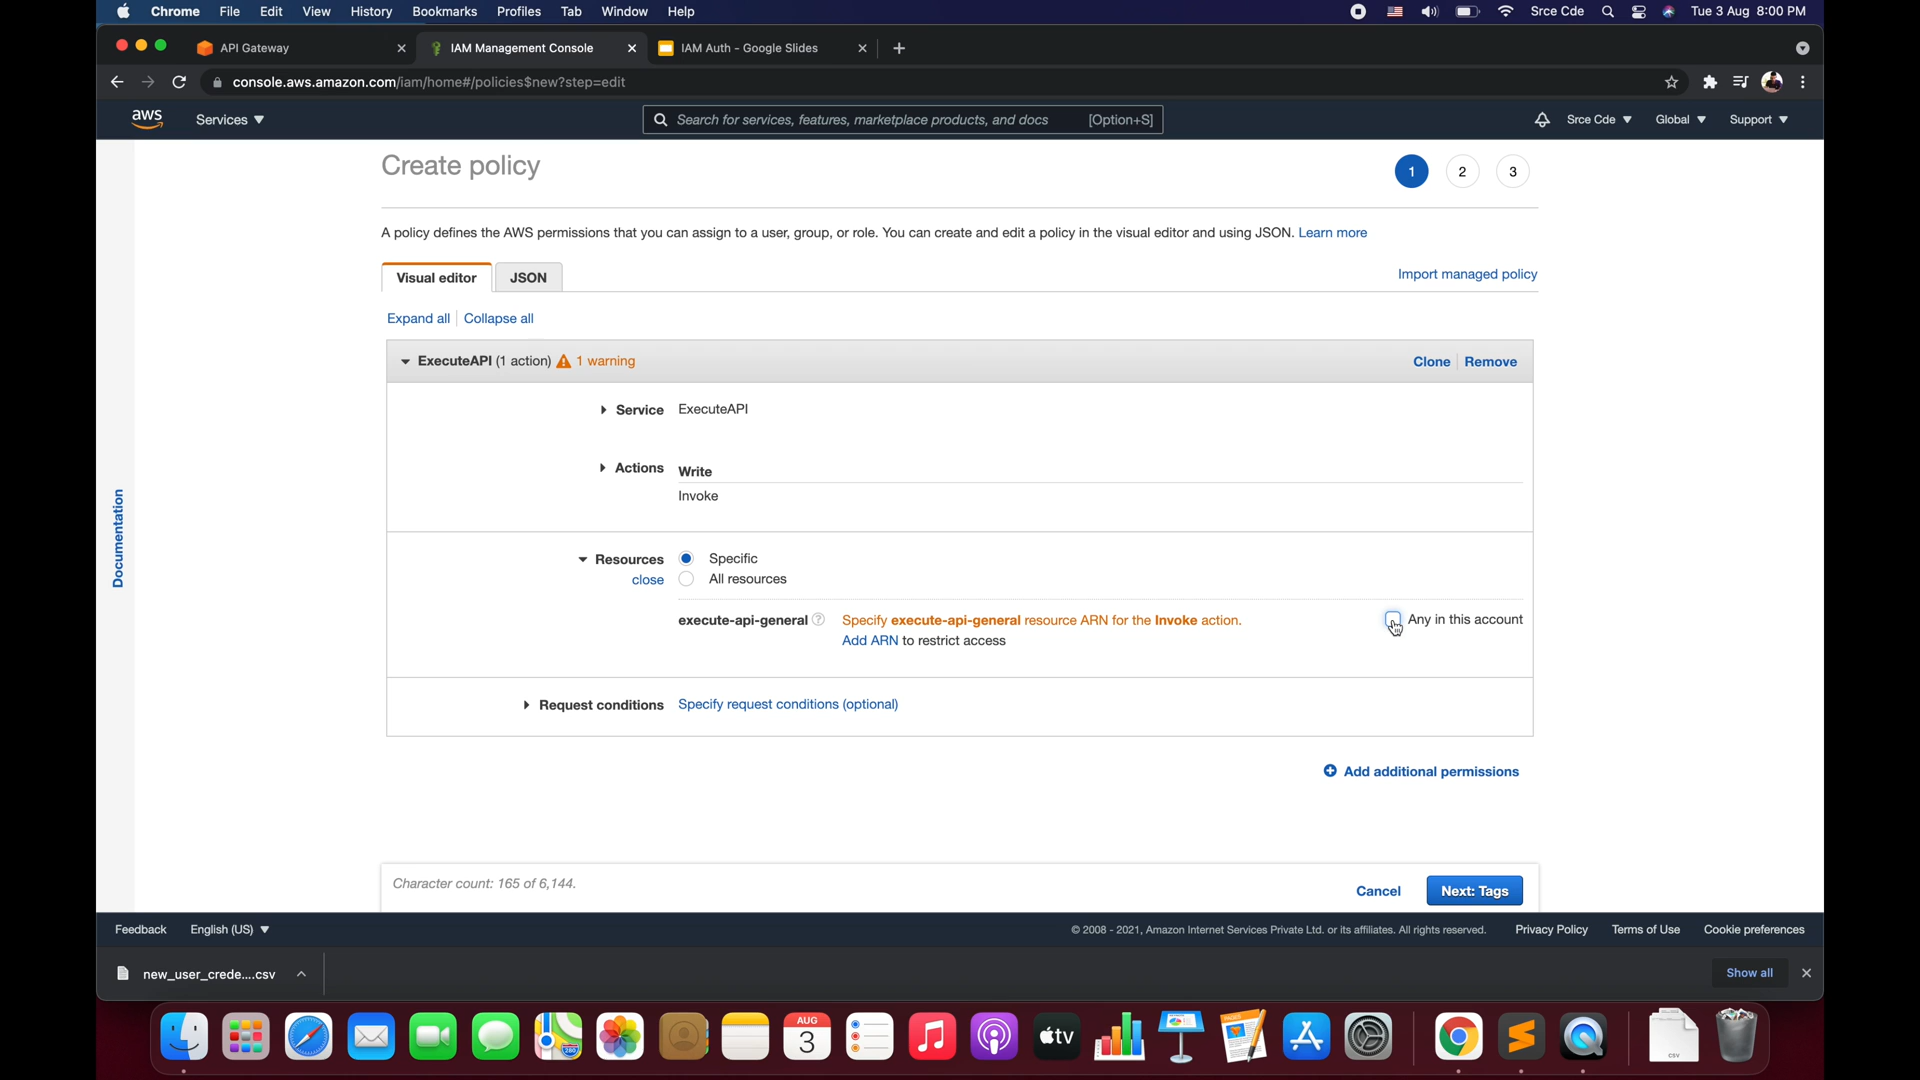 Chrome File Edit View History Bookmarks Profiles Tab Window Help Srce Cde Tue 3 Aug 8:00 PM
API Gateway IAM Management Console IAM Auth - Google Slides
console.aws.amazon.com/iam/home#/policies$new?step=edit
aws Services Search for services, features, marketplace products, and docs [Option+S] Srce Cde Global Support
Create policy 1 2 3
A policy defines the AWS permissions that you can assign to a user, group, or role. You can create and edit a policy in the visual editor and using JSON. Learn more
Visual editor JSON Import managed policy
Expand all Collapse all
ExecuteAPI (1 action) 1 warning Clone Remove
Service ExecuteAPI
Actions Write
Invoke
Resources Specific
close All resources
execute-api-general Specify execute-api-general resource ARN for the Invoke action. Any in this account
Add ARN to restrict access
Request conditions Specify request conditions (optional)
Add additional permissions
Documentation
Character count: 165 of 6,144.
Cancel Next: Tags
Feedback English (US) © 2008 - 2021, Amazon Internet Services Private Ltd. or its affiliates. All rights reserved. Privacy Policy Terms of Use Cookie preferences
new_user_crede....csv Show all
AUG
3
tv
280
CSV